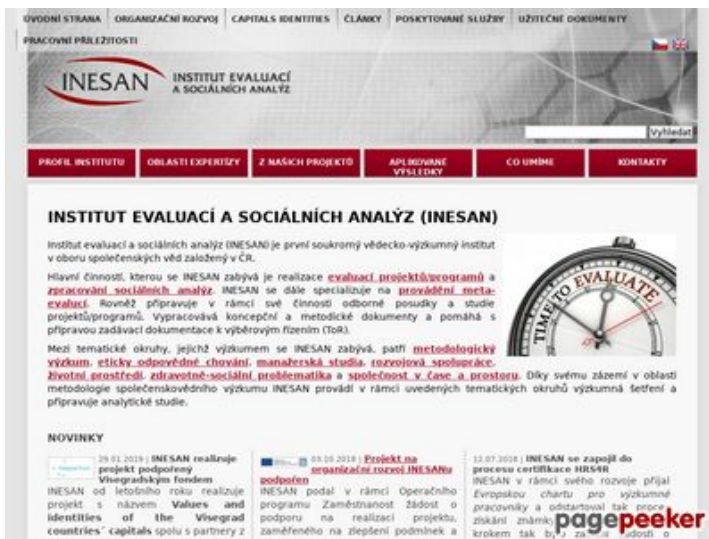 ÚVODNÍ STRANA ORGANIZAČNÍ ROZVOJ CAPITALS IDENTITIES ČLÁNKY POSKYTOVANÉ SLUŽBY UŽITEČNÉ DOKUMENTY
PRACOVNÍ PŘÍLEŽITOSTI
INESAN INSTITUT EVALUACÍ
A SOCIÁLNÍCH ANALÝZ
Vyhledat
PROFIL INSTITUTU OBLASTI EXPERTÍZY Z NAŠICH PROJEKTŮ APLIKOVANÉ VÝSLEDKY CO UMÍME KONTAKTY
INSTITUT EVALUACÍ A SOCIÁLNÍCH ANALÝZ (INESAN)
Institut evaluací a sociálních analýz (INESAN) je první soukromý vědecko-výzkumný institut
v oboru společenských věd založený v ČR.
Hlavní činností, kterou se INESAN zabývá je realizace evaluací projektů/programů a
zpracování sociálních analýz. INESAN se dále specializuje na provádění meta-
evaluací. Rovněž připravuje v rámci své činnosti odborné posudky a studie
projektů/programů. Vypracovává koncepční a metodické dokumenty a pomáhá s
přípravou zadávací dokumentace k výběrovým řízením (ToR).
TIME TO EVALUATE
Mezi tematické okruhy, jejichž výzkumem se INESAN zabývá, patří metodologický
výzkum, eticky odpovědné chování, manažerská studia, rozvojová spolupráce,
životní prostředí, zdravotně-sociální problematika a společnost v čase a prostoru. Díky svému zázemí v oblasti
metodologie společenskovědního výzkumu INESAN provádí v rámci uvedených tematických okruhů výzkumná šetření a
připravuje analytické studie.
NOVINKY
29.01.2019 | INESAN realizuje
projekt podpořený
Visegradským fondem
INESAN od letošního roku realizuje
projekt s názvem Values and
identities of the Visegrad
countries´ capitals spolu s partnery z
03.10.2018 | Projekt na
organizační rozvoj INESANu
podpořen
INESAN podal v rámci Operačního
programu Zaměstnanost žádost o
podporu na realizaci projektu,
zaměřeného na zlepšení podmínek a
12.07.2018 | INESAN se zapojil do
procesu certifikace HRS4R
INESAN v rámci svého rozvoje přijal
Evropskou chartu pro výzkumné
pracovníky a odstartoval tak proces
získání
krokem tak
pagepeeker